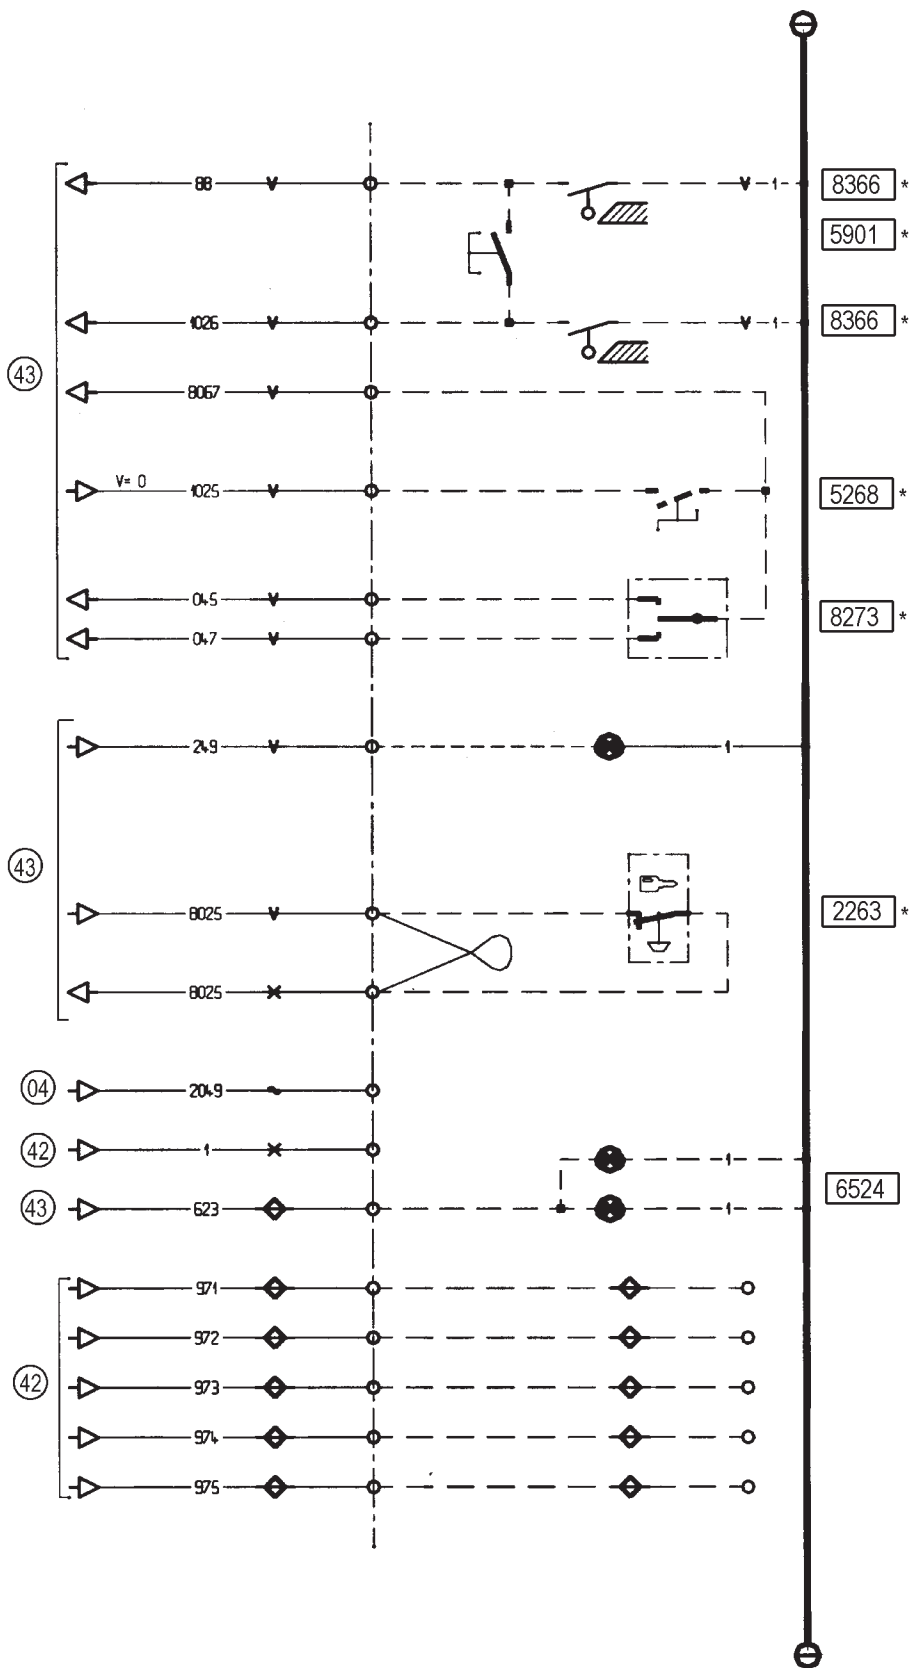 88 V V 1 8366 *
5901 *
1026 V V 1 8366 *
43
8067 V
V= 0 1025 V 5268 *
045 V
8273 *
047 V
249 V 1
43
8025 V 2263 *
8025
04 2049
42 1 1
6524
43 623 1
971
972
42 973
974
975